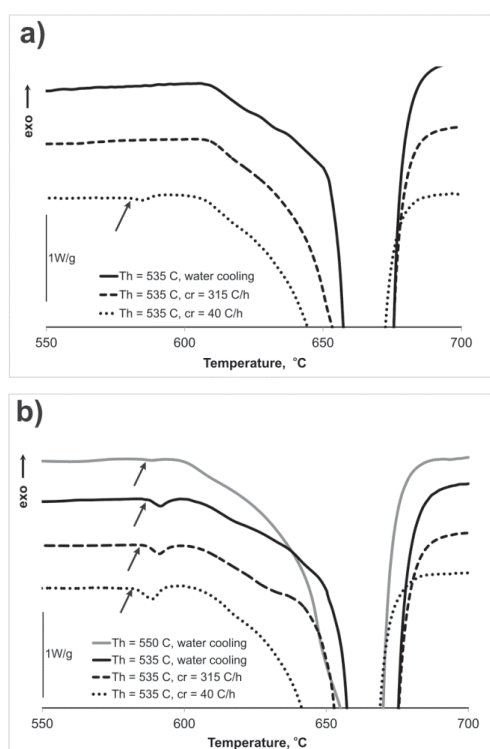 a)
exo
1W/g
Th = 535 C, water cooling
Th = 535 C, cr = 315 C/h
Th = 535 C, cr = 40 C/h
550 600 650 700
Temperature, °C
b)
exo
1W/g
Th = 550 C, water cooling
Th = 535 C, water cooling
Th = 535 C, cr = 315 C/h
Th = 535 C, cr = 40 C/h
550 600 650 700
Temperature, °C